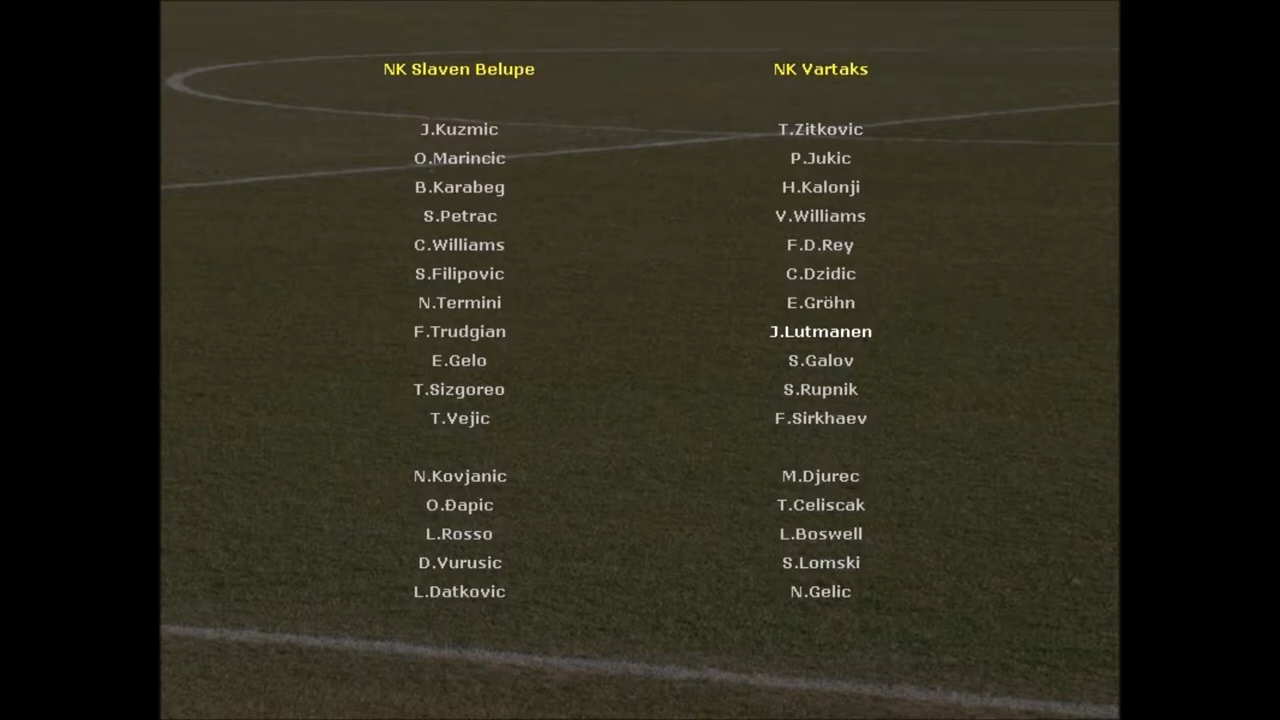 NK Slaven Belupe NK Vartaks
J.Kuzmic T.Zitkovic
O.Marincic P.Jukic
B.Karabeg H.Kalonji
S.Petrac V.Williams
C.Williams F.D.Rey
S.Filipovic C.Dzidic
N.Termini E.Gröhn
F.Trudgian J.Lutmanen
E.Gelo S.Galov
T.Sizgoreo S.Rupnik
T.Vejic F.Sirkhaev
N.Kovjanic M.Djurec
O.Đapic T.Celiscak
L.Rosso L.Boswell
D.Vurusic S.Lomski
L.Datkovic N.Gelic